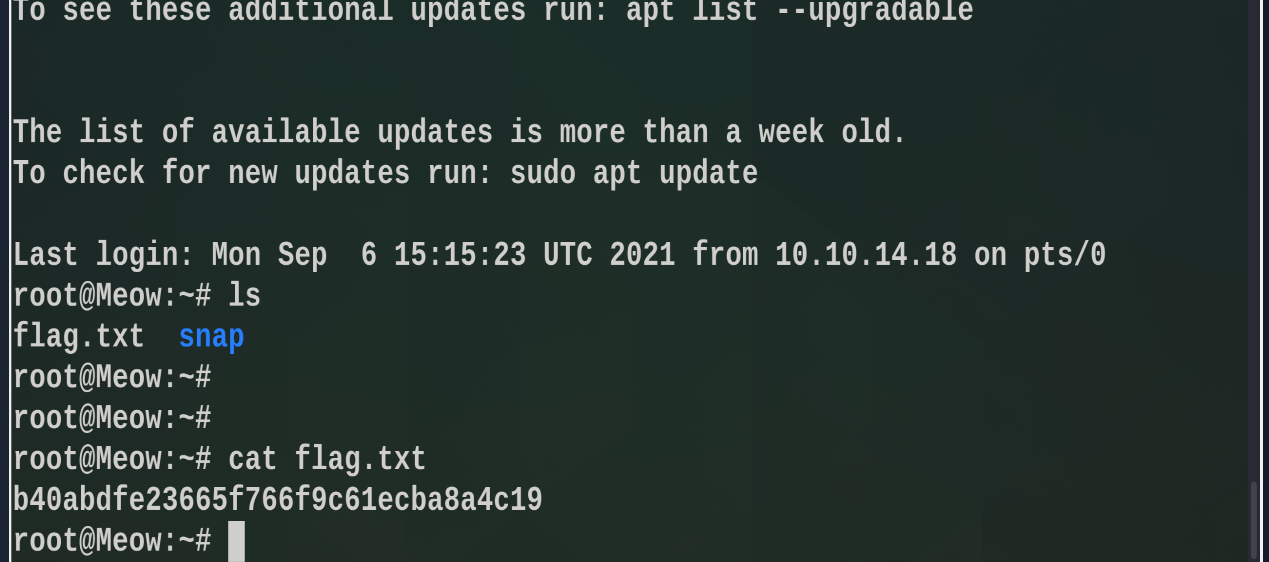 To see these additional updates run: apt list --upgradable
The list of available updates is more than a week old.
To check for new updates run: sudo apt update
Last login: Mon Sep  6 15:15:23 UTC 2021 from 10.10.14.18 on pts/0
root@Meow:~# ls
flag.txt  snap
root@Meow:~#
root@Meow:~#
root@Meow:~# cat flag.txt
b40abdfe23665f766f9c61ecba8a4c19
root@Meow:~#